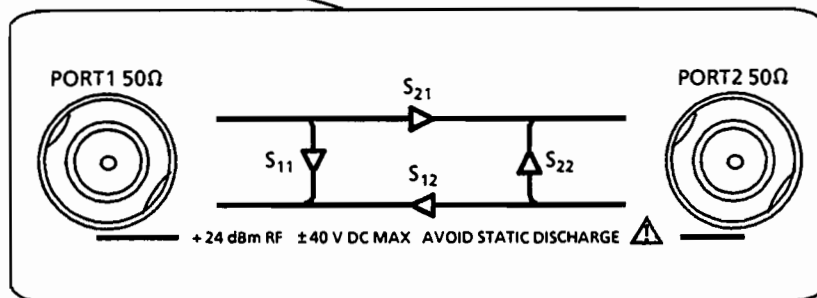 PORT1 50Ω
PORT2 50Ω
S21
S11
S12
S22
+24 dBm RF ±40 V DC MAX AVOID STATIC DISCHARGE